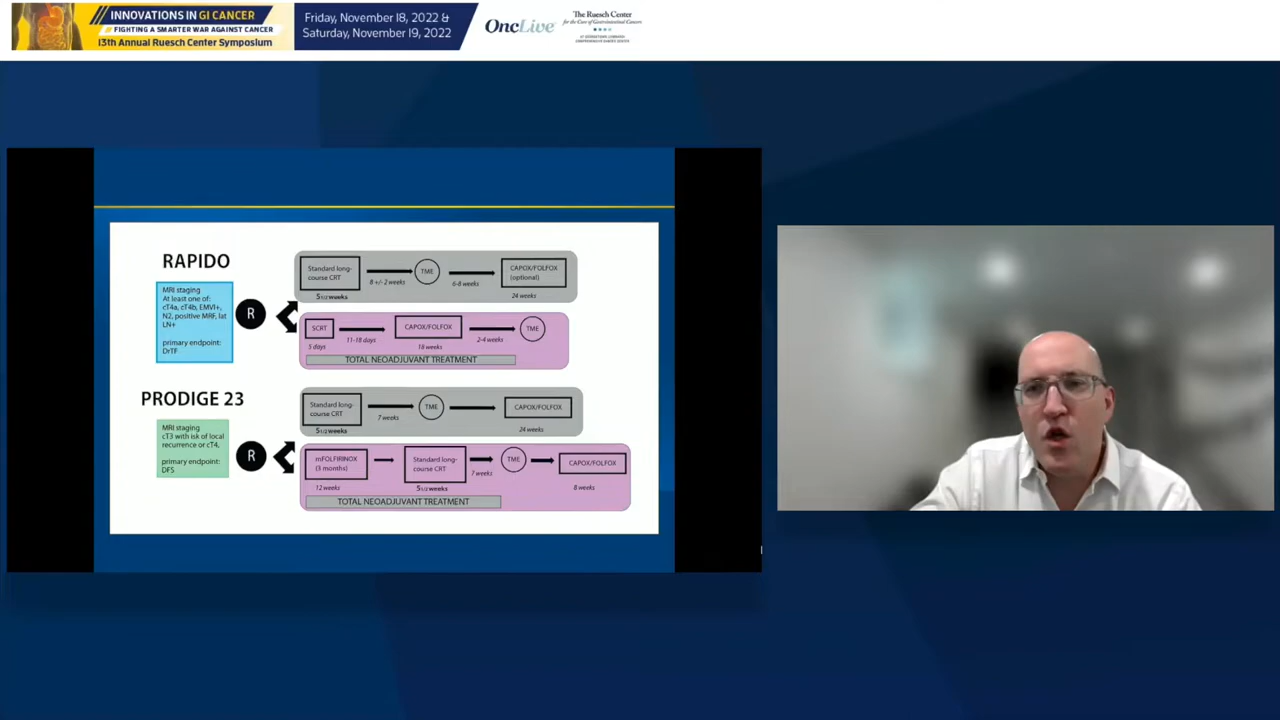 INNOVATIONS IN GI CANCER
FIGHTING A SMARTER WAR AGAINST CANCER
13th Annual Ruesch Center Symposium
Friday, November 18, 2022 &
Saturday, November 19, 2022
OncLive
The Ruesch Center
for the Cure of Gastrointestinal Cancers
RAPIDO
MRI staging
At least one of:
cT4a, cT4b, EMVI+,
N2, positive MRF, lat
LN+
primary endpoint:
DrTF
R
Standard long-
course CRT
5 1/2 weeks
8 +/- 2 weeks
TME
6-8 weeks
CAPOX/FOLFOX
(optional)
24 weeks
SCRT
5 days
11-18 days
CAPOX/FOLFOX
18 weeks
2-4 weeks
TME
TOTAL NEOADJUVANT TREATMENT
PRODIGE 23
MRI staging
cT3 with risk of local
recurrence or cT4,
primary endpoint:
DFS
R
Standard long-
course CRT
5 1/2 weeks
7 weeks
TME
CAPOX/FOLFOX
24 weeks
mFOLFIRINOX
(3 months)
12 weeks
Standard long-
course CRT
5 1/2 weeks
7 weeks
TME
CAPOX/FOLFOX
8 weeks
TOTAL NEOADJUVANT TREATMENT